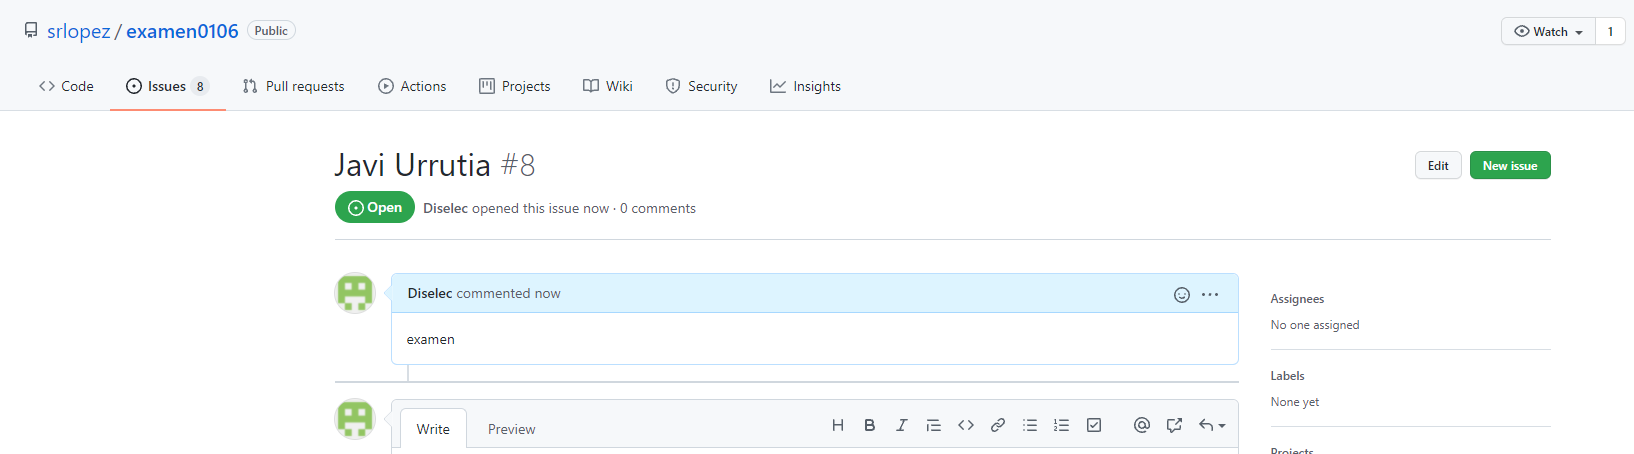 srlopez / examen0106 Public
Watch 1
Code Issues 8 Pull requests Actions Projects Wiki Security Insights
Javi Urrutia #8
Edit New issue
Open Diselec opened this issue now · 0 comments
Diselec commented now
examen
Assignees
No one assigned
Labels
None yet
Write Preview
Projects